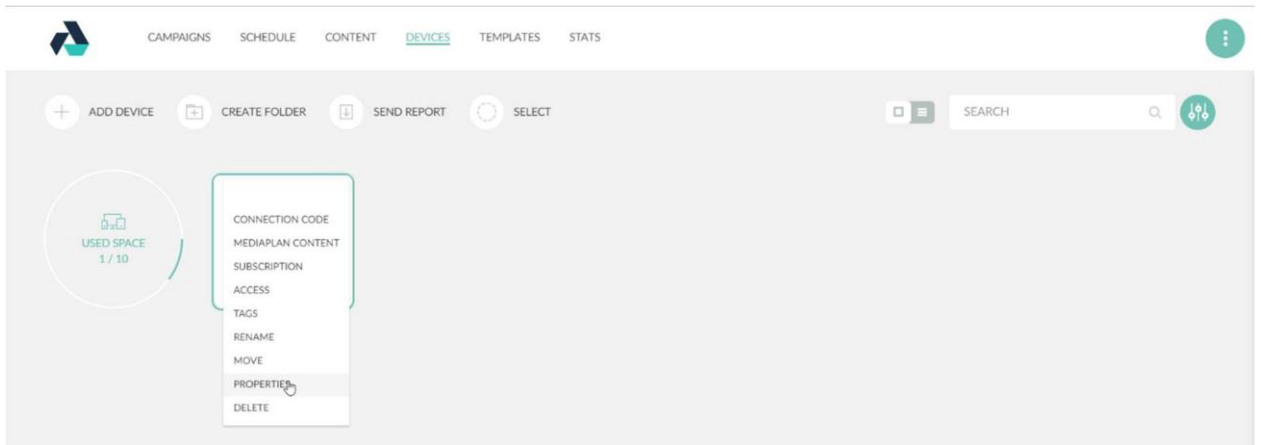 CAMPAIGNS SCHEDULE CONTENT DEVICES TEMPLATES STATS
ADD DEVICE CREATE FOLDER SEND REPORT SELECT SEARCH
USED SPACE
1 / 10
CONNECTION CODE
MEDIAPLAN CONTENT
SUBSCRIPTION
ACCESS
TAGS
RENAME
MOVE
PROPERTIES
DELETE